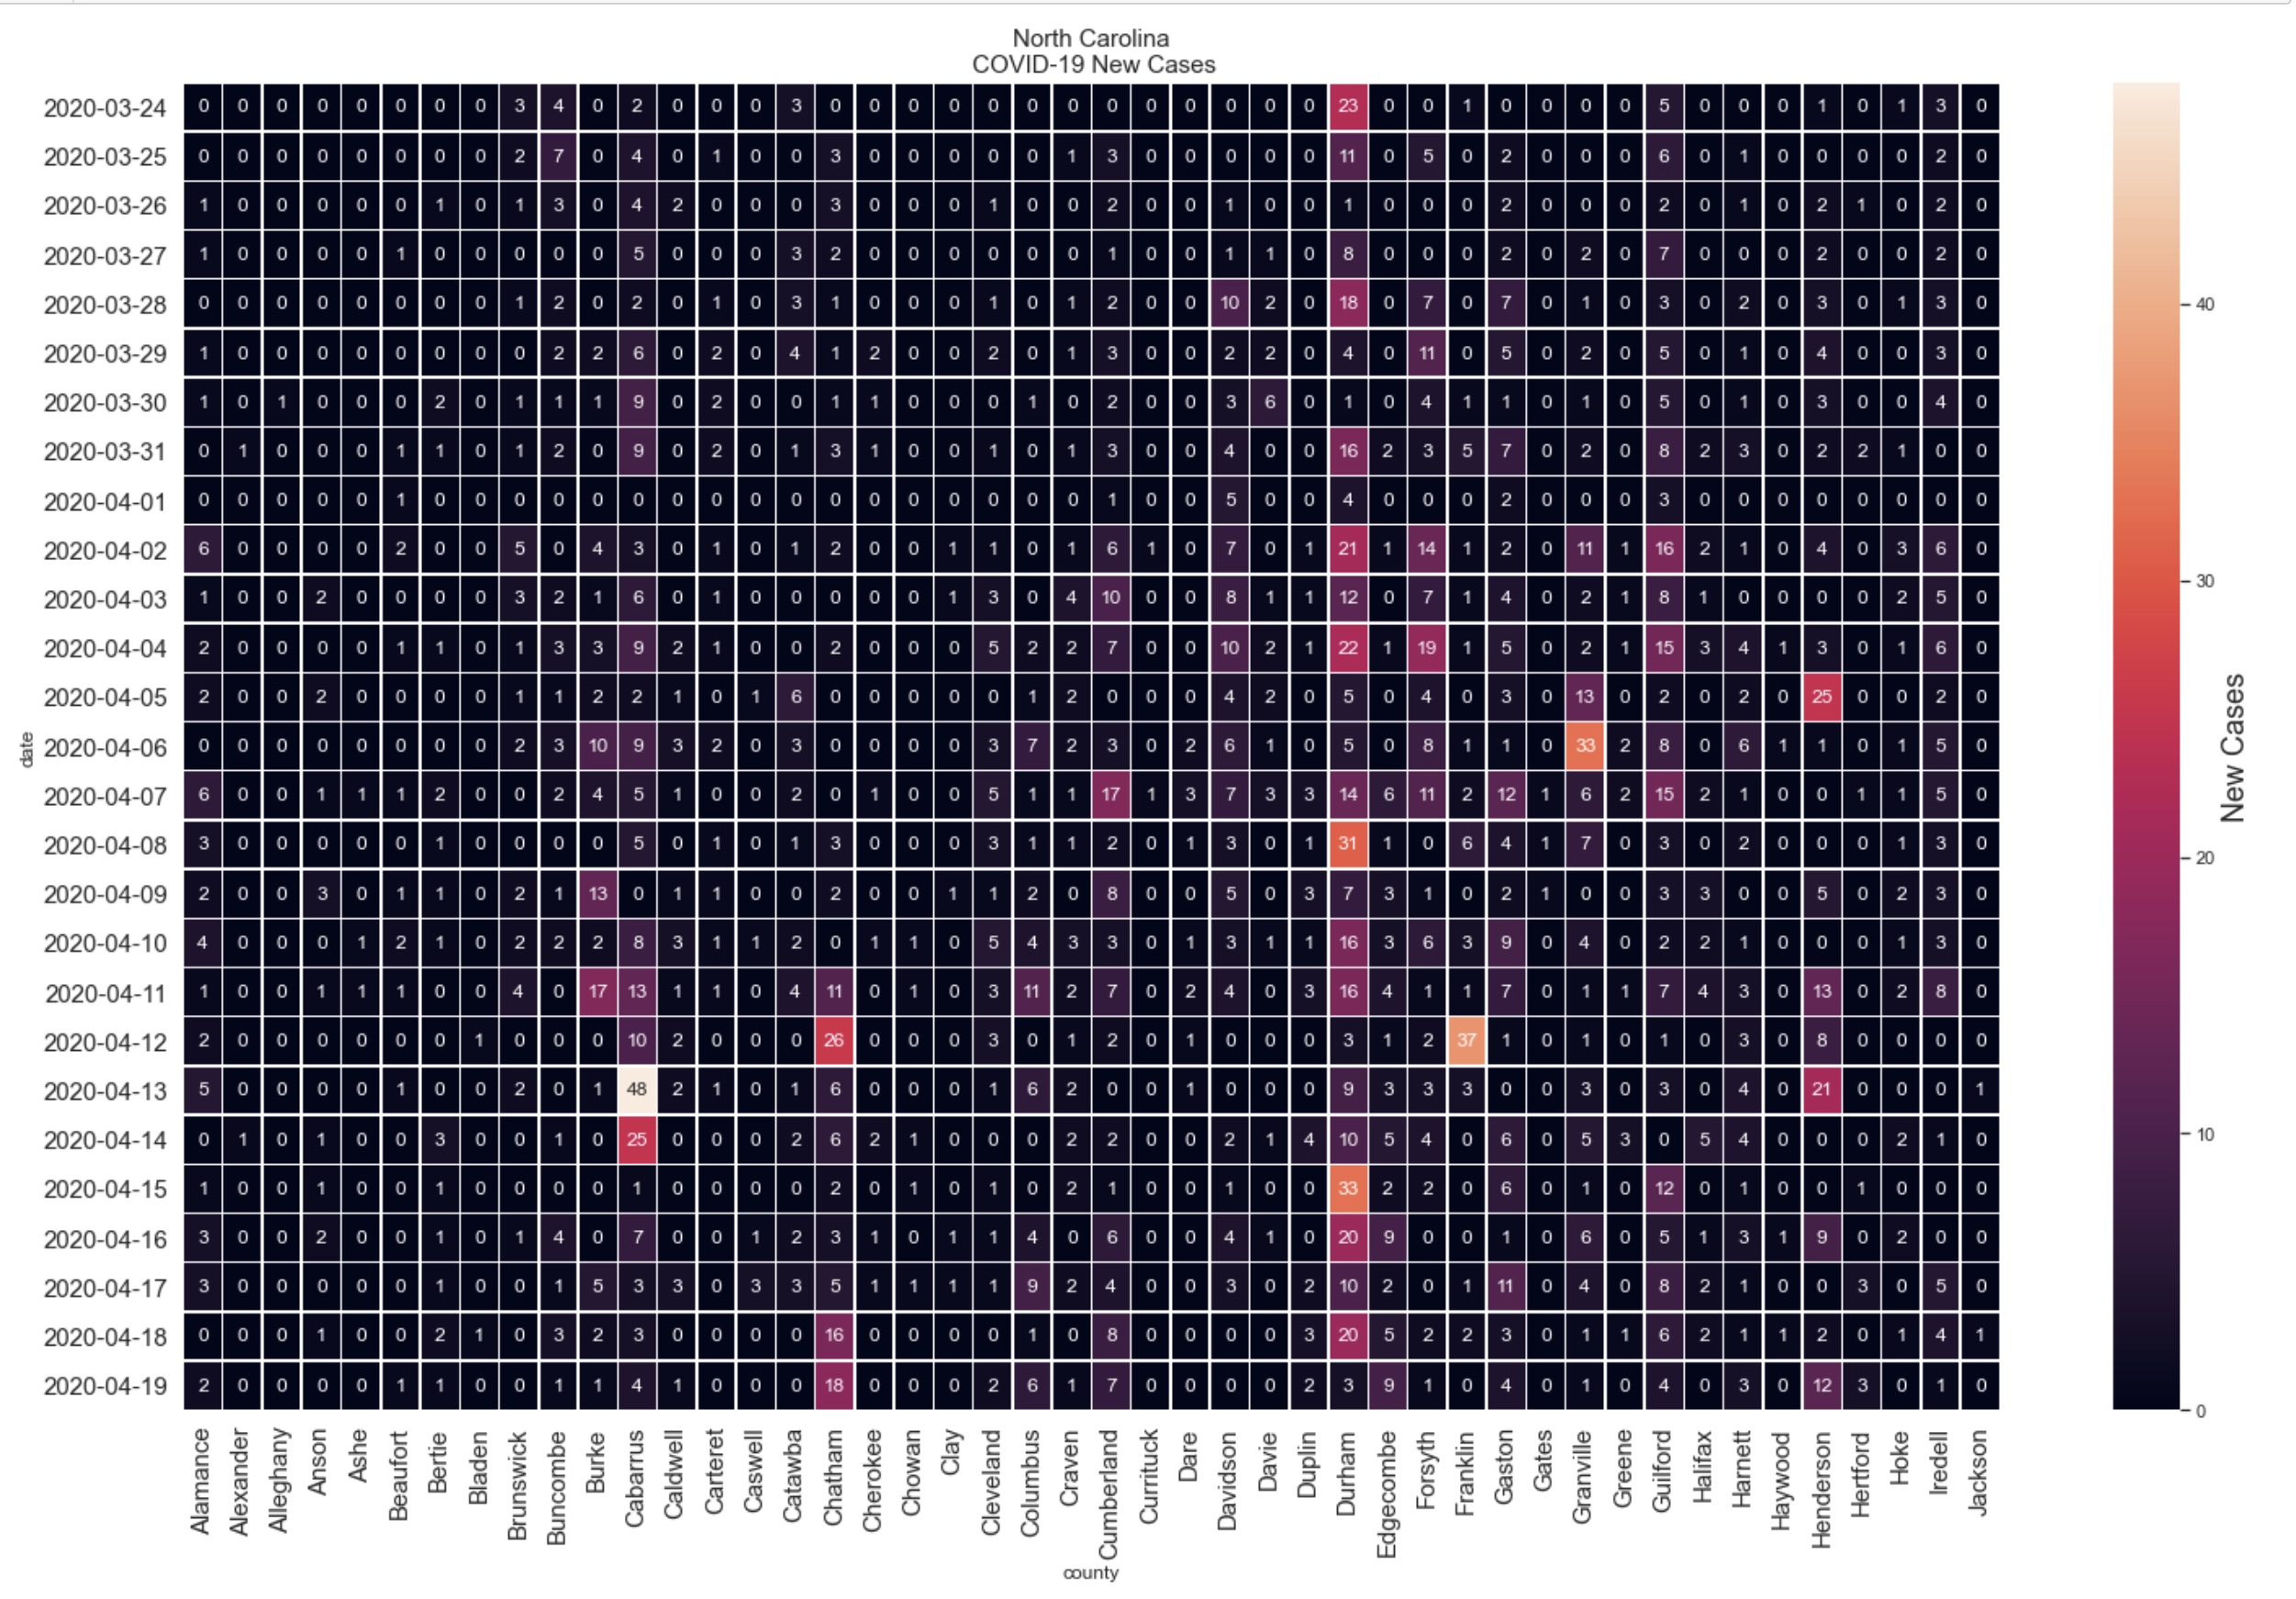 North Carolina
COVID-19 New Cases
2020-03-24 0 0 0 0 0 0 0 0 3 4 0 2 0 0 0 3 0 0 0 0 0 0 0 0 0 0 0 0 0 23 0 0 1 0 0 0 0 5 0 0 0 1 0 1 3 0
2020-03-25 0 0 0 0 0 0 0 0 2 7 0 4 0 1 0 0 3 0 0 0 0 0 1 3 0 0 0 0 0 11 0 5 0 2 0 0 0 6 0 1 0 0 0 0 2 0
2020-03-26 1 0 0 0 0 0 1 0 1 3 0 4 2 0 0 0 3 0 0 0 1 0 0 2 0 0 1 0 0 1 0 0 0 2 0 0 0 2 0 1 0 2 1 0 2 0
2020-03-27 1 0 0 0 0 1 0 0 0 0 0 5 0 0 0 3 2 0 0 0 0 0 0 1 0 0 1 1 0 8 0 0 0 2 0 2 0 7 0 0 0 2 0 0 2 0
2020-03-28 0 0 0 0 0 0 0 0 1 2 0 2 0 1 0 3 1 0 0 0 1 0 1 2 0 0 10 2 0 18 0 7 0 7 0 1 0 3 0 2 0 3 0 1 3 0
2020-03-29 1 0 0 0 0 0 0 0 0 2 2 6 0 2 0 4 1 2 0 0 2 0 1 3 0 0 2 2 0 4 0 11 0 5 0 2 0 5 0 1 0 4 0 0 3 0
2020-03-30 1 0 1 0 0 0 2 0 1 1 1 9 0 2 0 0 1 1 0 0 0 1 0 2 0 0 3 6 0 1 0 4 1 1 0 1 0 5 0 1 0 3 0 0 4 0
2020-03-31 0 1 0 0 0 1 1 0 1 2 0 9 0 2 0 1 3 1 0 0 1 0 1 3 0 0 4 0 0 16 2 3 5 7 0 2 0 8 2 3 0 2 2 1 0 0
2020-04-01 0 0 0 0 0 1 0 0 0 0 0 0 0 0 0 0 0 0 0 0 0 0 0 1 0 0 5 0 0 4 0 0 0 2 0 0 0 3 0 0 0 0 0 0 0 0
2020-04-02 6 0 0 0 0 2 0 0 5 0 4 3 0 1 0 1 2 0 0 1 1 0 1 6 1 0 7 0 1 21 1 14 1 2 0 11 1 16 2 1 0 4 0 3 6 0
2020-04-03 1 0 0 2 0 0 0 0 3 2 1 6 0 1 0 0 0 0 0 1 3 0 4 10 0 0 8 1 1 12 0 7 1 4 0 2 1 8 1 0 0 0 0 2 5 0
2020-04-04 2 0 0 0 0 1 1 0 1 3 3 9 2 1 0 0 2 0 0 0 5 2 2 7 0 0 10 2 1 22 1 19 1 5 0 2 1 15 3 4 1 3 0 1 6 0
2020-04-05 2 0 0 2 0 0 0 0 1 1 2 2 1 0 1 6 0 0 0 0 0 1 2 0 0 0 4 2 0 5 0 4 0 3 0 13 0 2 0 2 0 25 0 0 2 0
2020-04-06 0 0 0 0 0 0 0 0 2 3 10 9 3 2 0 3 0 0 0 0 3 7 2 3 0 2 6 1 0 5 0 8 1 1 0 33 2 8 0 6 1 1 0 1 5 0
2020-04-07 6 0 0 1 1 1 2 0 0 2 4 5 1 0 0 2 0 1 0 0 5 1 1 17 1 3 7 3 3 14 6 11 2 12 1 6 2 15 2 1 0 0 1 1 5 0
2020-04-08 3 0 0 0 0 0 1 0 0 0 0 5 0 1 0 1 3 0 0 0 3 1 1 2 0 1 3 0 1 31 1 0 6 4 1 7 0 3 0 2 0 0 0 1 3 0
2020-04-09 2 0 0 3 0 1 1 0 2 1 13 0 1 1 0 0 2 0 0 1 1 2 0 8 0 0 5 0 3 7 3 1 0 2 1 0 0 3 3 0 0 5 0 2 3 0
2020-04-10 4 0 0 0 1 2 1 0 2 2 2 8 3 1 1 2 0 1 1 0 5 4 3 3 0 1 3 1 1 16 3 6 3 9 0 4 0 2 2 1 0 0 0 1 3 0
2020-04-11 1 0 0 1 1 1 0 0 4 0 17 13 1 1 0 4 11 0 1 0 3 11 2 7 0 2 4 0 3 16 4 1 1 7 0 1 1 7 4 3 0 13 0 2 8 0
2020-04-12 2 0 0 0 0 0 0 1 0 0 0 10 2 0 0 0 26 0 0 0 3 0 1 2 0 1 0 0 0 3 1 2 37 1 0 1 0 1 0 3 0 8 0 0 0 0
2020-04-13 5 0 0 0 0 1 0 0 2 0 1 48 2 1 0 1 6 0 0 0 1 6 2 0 0 1 0 0 0 9 3 3 3 0 0 3 0 3 0 4 0 21 0 0 0 1
2020-04-14 0 1 0 1 0 0 3 0 0 1 0 25 0 0 0 2 6 2 1 0 0 0 2 2 0 0 2 1 4 10 5 4 0 6 0 5 3 0 5 4 0 0 0 2 1 0
2020-04-15 1 0 0 1 0 0 1 0 0 0 0 1 0 0 0 0 2 0 1 0 1 0 2 1 0 0 1 0 0 33 2 2 0 6 0 1 0 12 0 1 0 0 1 0 0 0
2020-04-16 3 0 0 2 0 0 1 0 1 4 0 7 0 0 1 2 3 1 0 1 1 4 0 6 0 0 4 1 0 20 9 0 0 1 0 6 0 5 1 3 1 9 0 2 0 0
2020-04-17 3 0 0 0 0 0 1 0 0 1 5 3 3 0 3 3 5 1 1 1 1 9 2 4 0 0 3 0 2 10 2 0 1 11 0 4 0 8 2 1 0 0 3 0 5 0
2020-04-18 0 0 0 1 0 0 2 1 0 3 2 3 0 0 0 0 16 0 0 0 0 1 0 8 0 0 0 0 3 20 5 2 2 3 0 1 1 6 2 1 1 2 0 1 4 1
2020-04-19 2 0 0 0 0 1 1 0 0 1 1 4 1 0 0 0 18 0 0 0 2 6 1 7 0 0 0 0 2 3 9 1 0 4 0 1 0 4 0 3 0 12 3 0 1 0
date
Alamance Alexander Alleghany Anson Ashe Beaufort Bertie Bladen Brunswick Buncombe Burke Cabarrus Caldwell Carteret Caswell Catawba Chatham Cherokee Chowan Clay Cleveland Columbus Craven Cumberland Currituck Dare Davidson Davie Duplin Durham Edgecombe Forsyth Franklin Gaston Gates Granville Greene Guilford Halifax Harnett Haywood Henderson Hertford Hoke Iredell Jackson
county
40
30
20
10
0
New Cases